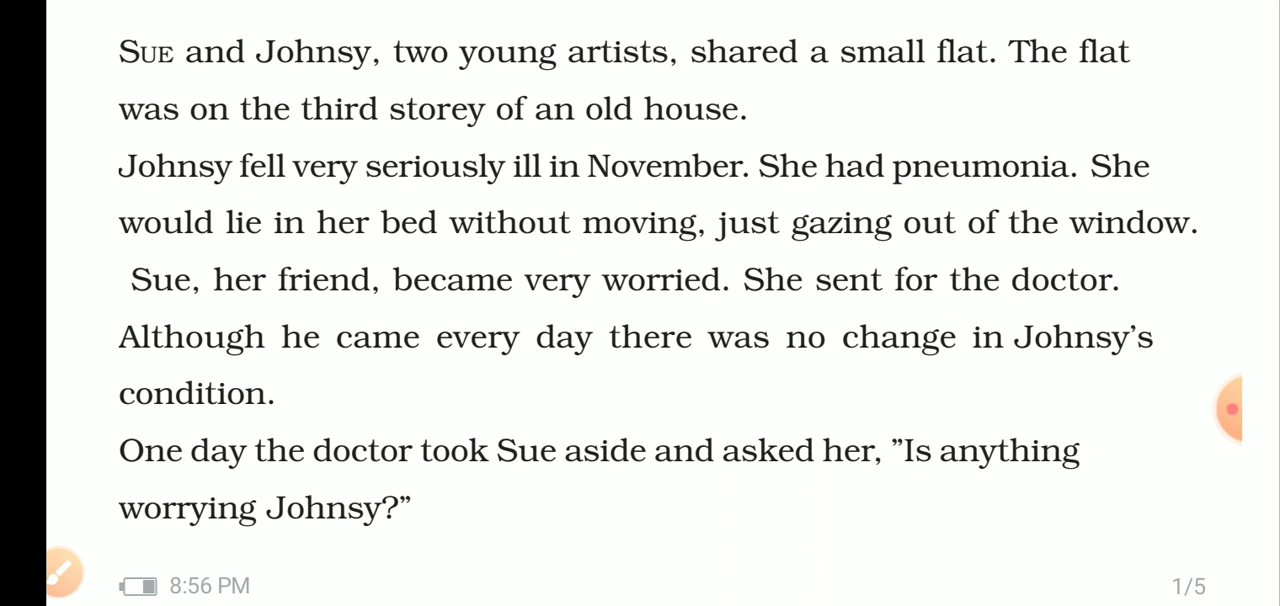 SUE and Johnsy, two young artists, shared a small flat. The flat
was on the third storey of an old house.
Johnsy fell very seriously ill in November. She had pneumonia. She
would lie in her bed without moving, just gazing out of the window.
Sue, her friend, became very worried. She sent for the doctor.
Although he came every day there was no change in Johnsy’s
condition.
One day the doctor took Sue aside and asked her, ”Is anything
worrying Johnsy?”
8:56 PM
1/5